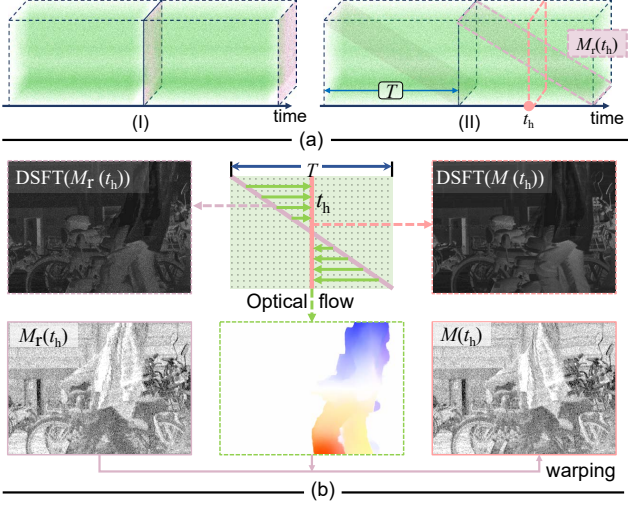 M_r(t_h)
T
time
(I)
(II)
t_h
time
(a)
DSFT(M_r (t_h))
T
t_h
DSFT(M (t_h))
Optical flow
M_r(t_h)
M(t_h)
warping
(b)